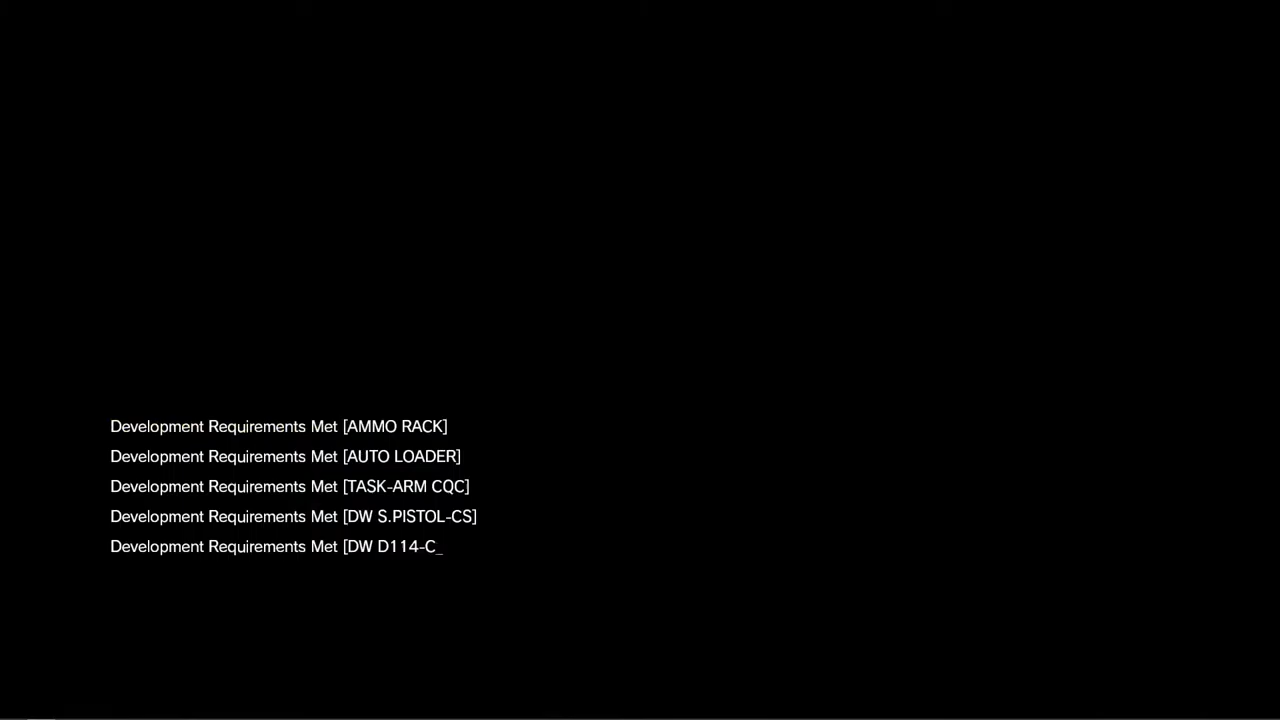 Development Requirements Met [AMMO RACK]
Development Requirements Met [AUTO LOADER]
Development Requirements Met [TASK-ARM CQC]
Development Requirements Met [DW S.PISTOL-CS]
Development Requirements Met [DW D114-C_